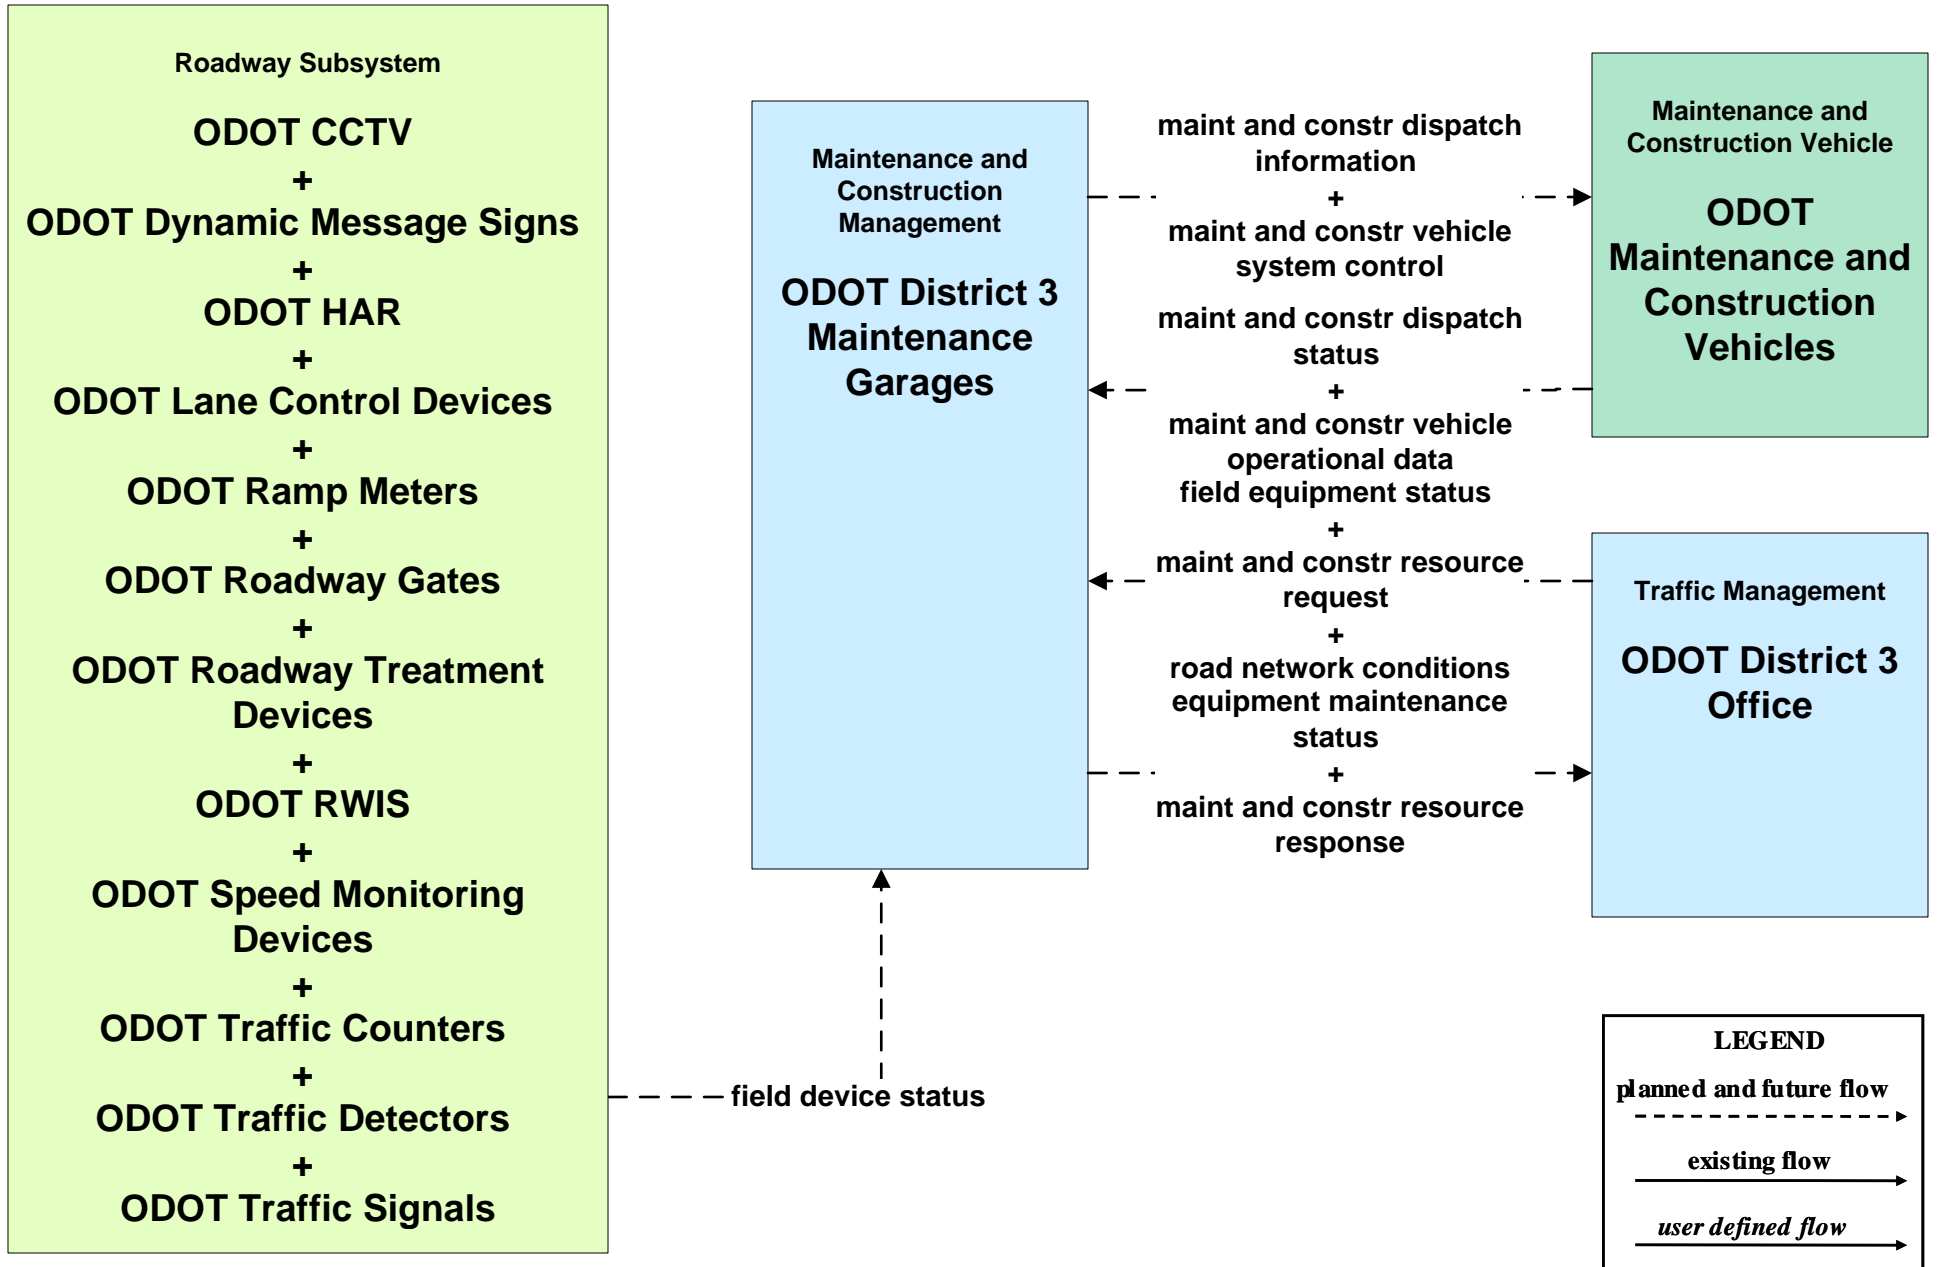 Roadway Subsystem
ODOT CCTV
+
ODOT Dynamic Message Signs
+
ODOT HAR
+
ODOT Lane Control Devices
+
ODOT Ramp Meters
+
ODOT Roadway Gates
+
ODOT Roadway Treatment
Devices
+
ODOT RWIS
+
ODOT Speed Monitoring
Devices
+
ODOT Traffic Counters
+
ODOT Traffic Detectors
+
ODOT Traffic Signals
Maintenance and
Construction
Management
ODOT District 3
Maintenance
Garages
maint and constr dispatch
information
+
maint and constr vehicle
system control
maint and constr dispatch
status
+
maint and constr vehicle
operational data
field equipment status
+
maint and constr resource
request
+
road network conditions
equipment maintenance
status
+
maint and constr resource
response
field device status
Maintenance and
Construction Vehicle
ODOT
Maintenance and
Construction
Vehicles
Traffic Management
ODOT District 3
Office
LEGEND
planned and future flow
existing flow
user defined flow